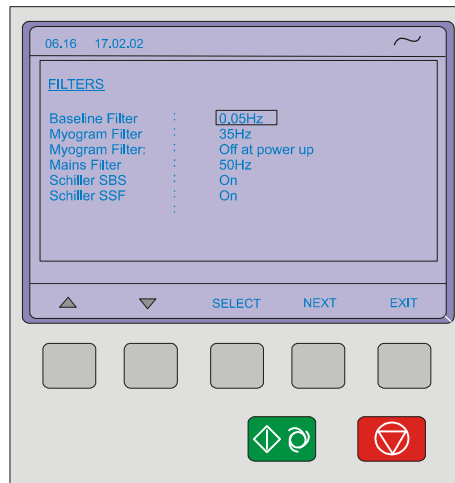 06.16 17.02.02
FILTERS
Baseline Filter : 0,05Hz
Myogram Filter : 35Hz
Myogram Filter: : Off at power up
Mains Filter : 50Hz
Schiller SBS : On
Schiller SSF : On
:
SELECT NEXT EXIT